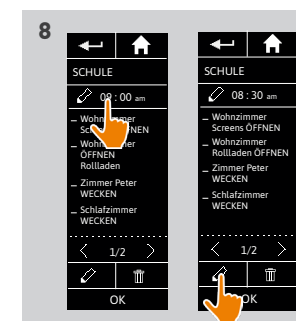 8
SCHULE
09 : 00 am
– Wohnzimmer
ÖFFNEN
– Wohnzimmer
ÖFFNEN
Rollladen
– Zimmer Peter
WECKEN
– Schlafzimmer
WECKEN
1/2
OK
SCHULE
08 : 30 am
– Wohnzimmer
Screens ÖFFNEN
– Wohnzimmer
Rollladen ÖFFNEN
– Zimmer Peter
WECKEN
– Schlafzimmer
WECKEN
1/2
OK